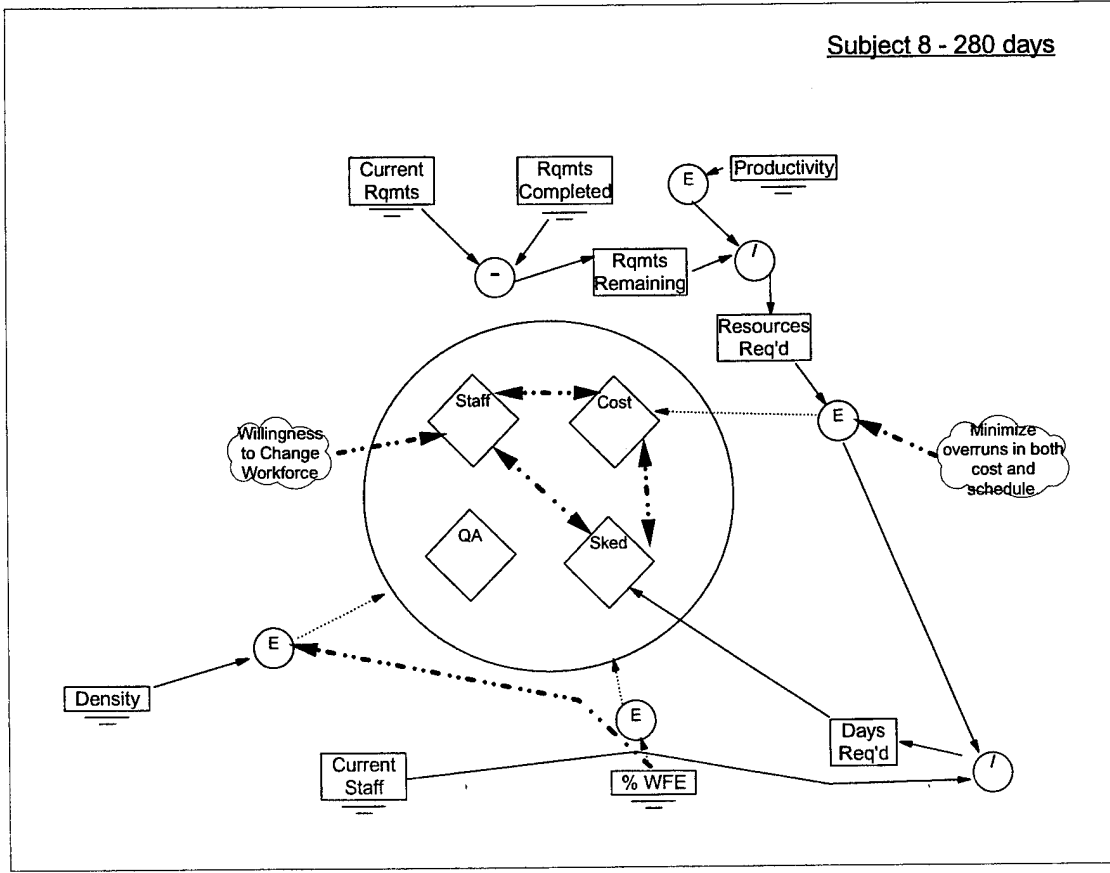 Subject 8 - 280 days
Current
Rqmts
Rqmts
Completed
E
Productivity
-
Rqmts
Remaining
/
Resources
Req'd
Staff
Cost
E
Willingness
to Change
Workforce
Minimize
overruns in both
cost and
schedule
QA
Sked
E
Density
E
Days
Req'd
Current
Staff
% WFE
/